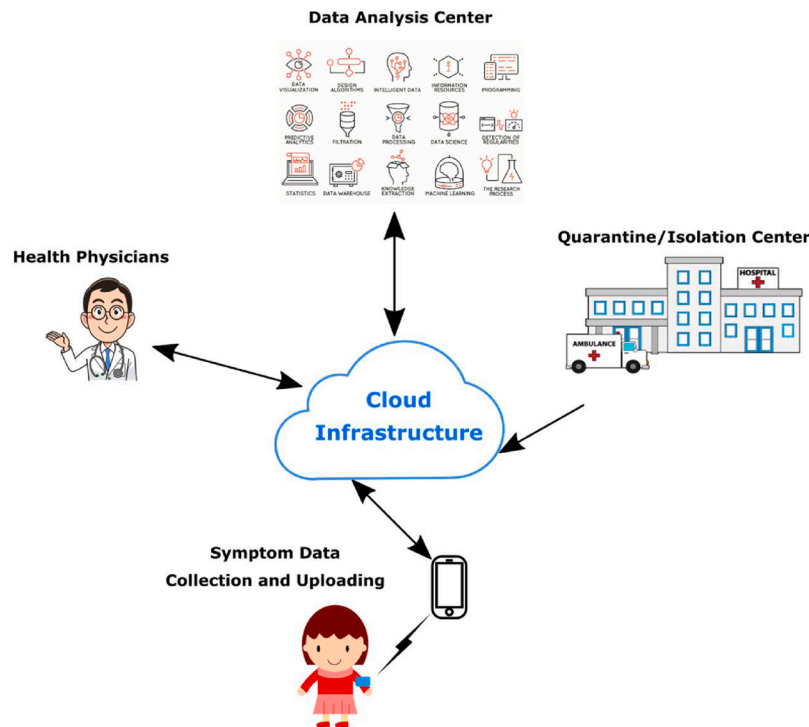 Data Analysis Center
DATA
VISUALIZATION
DESIGN
ALGORITHMS
INTELLIGENT DATA
INFORMATION
RESOURCES
PROGRAMMING
PREDICTIVE
ANALYTICS
FILTRATION
DATA
PROCESSING
DATA SCIENCE
DETECTION OF
REGULARITIES
STATISTICS
DATA WAREHOUSE
KNOWLEDGE
EXTRACTION
MACHINE LEARNING
THE RESEARCH
PROCESS
Health Physicians
Quarantine/Isolation Center
HOSPITAL
AMBULANCE
Cloud
Infrastructure
Symptom Data
Collection and Uploading